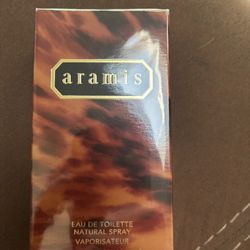 aramis
EAU DE TOILETTE
NATURAL SPRAY
VAPORISATEUR